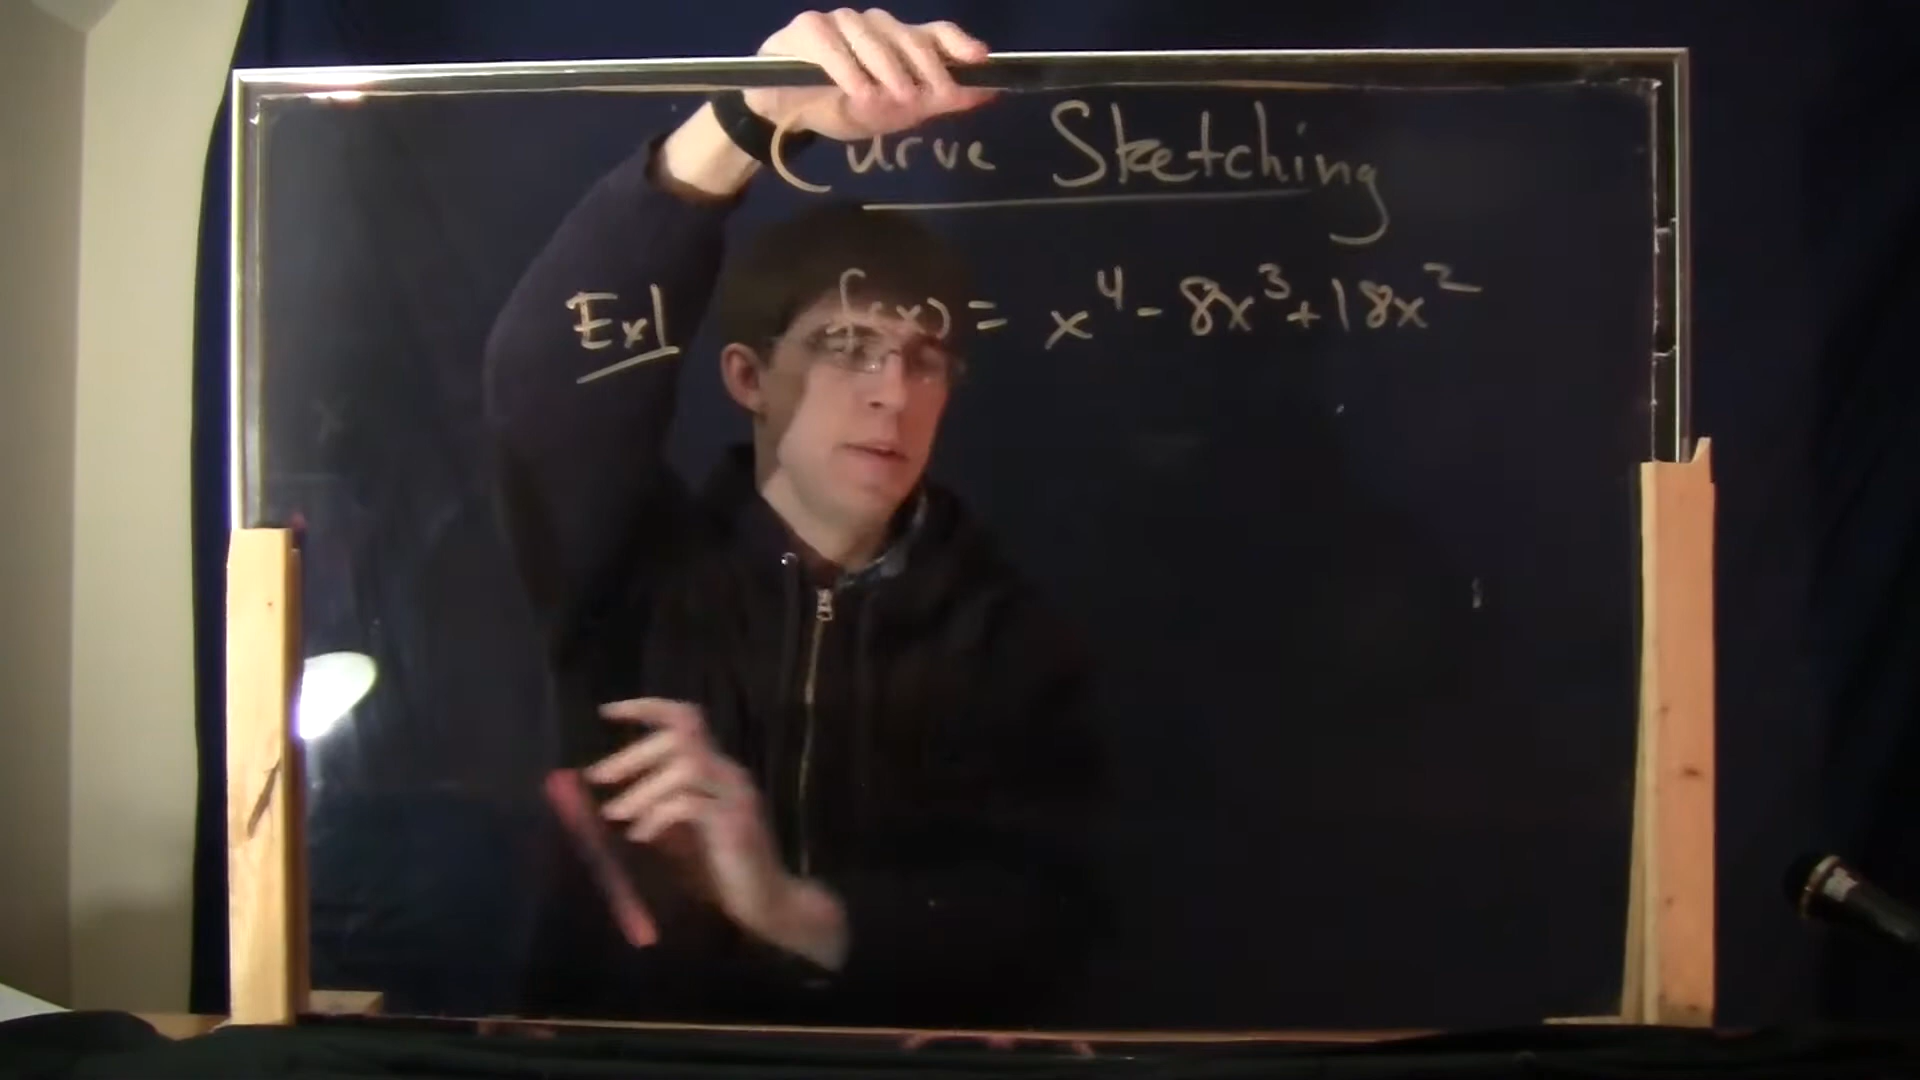 Curve Sketching
Ex1 f(x) = x⁴ - 8x³ + 18x²